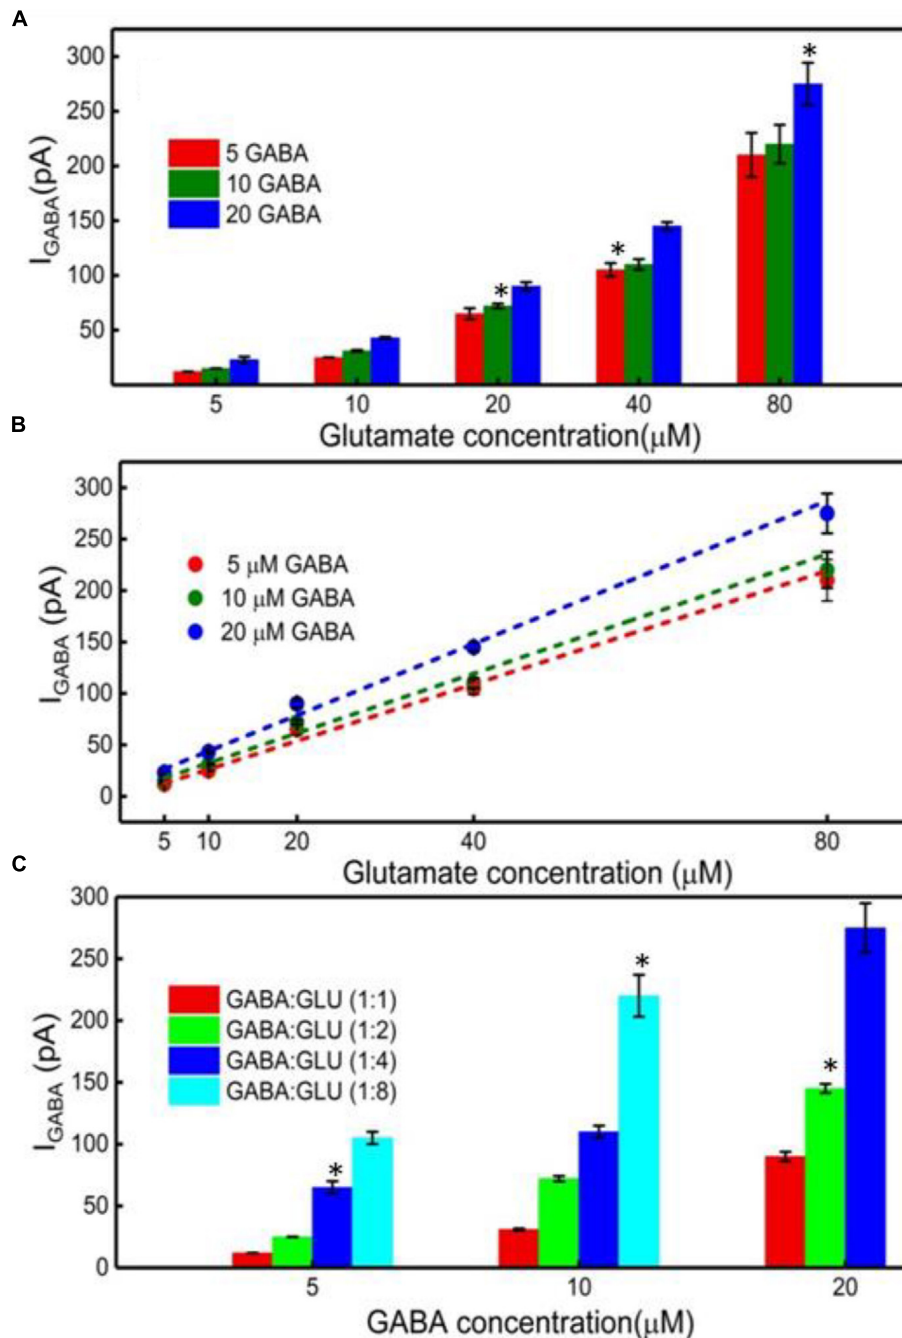 A
300
250
200
150
100
50
I_GABA(pA)
5 GABA
10 GABA
20 GABA
*
*
*
5 10 20 40 80
Glutamate concentration(μM)
B
300
250
200
150
100
50
0
I_GABA (pA)
5 μM GABA
10 μM GABA
20 μM GABA
5 10 20 40 80
Glutamate concentration (μM)
C
300
250
200
150
100
50
0
I_GABA (pA)
GABA:GLU (1:1)
GABA:GLU (1:2)
GABA:GLU (1:4)
GABA:GLU (1:8)
*
*
*
5 10 20
GABA concentration(μM)